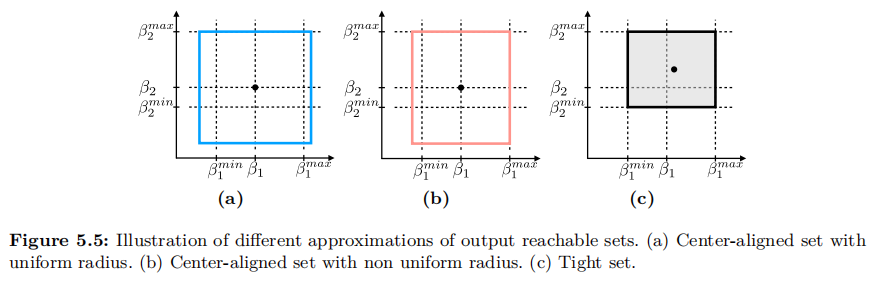 β₂ᵐᵃˣ β₂ᵐᵃˣ β₂ᵐᵃˣ
β₂ β₂ β₂
β₂ᵐⁱⁿ β₂ᵐⁱⁿ β₂ᵐⁱⁿ
β₁ᵐⁱⁿ β₁ β₁ᵐᵃˣ β₁ᵐⁱⁿ β₁ β₁ᵐᵃˣ β₁ᵐⁱⁿ β₁ β₁ᵐᵃˣ
(a) (b) (c)
Figure 5.5: Illustration of different approximations of output reachable sets. (a) Center-aligned set with
uniform radius. (b) Center-aligned set with non uniform radius. (c) Tight set.